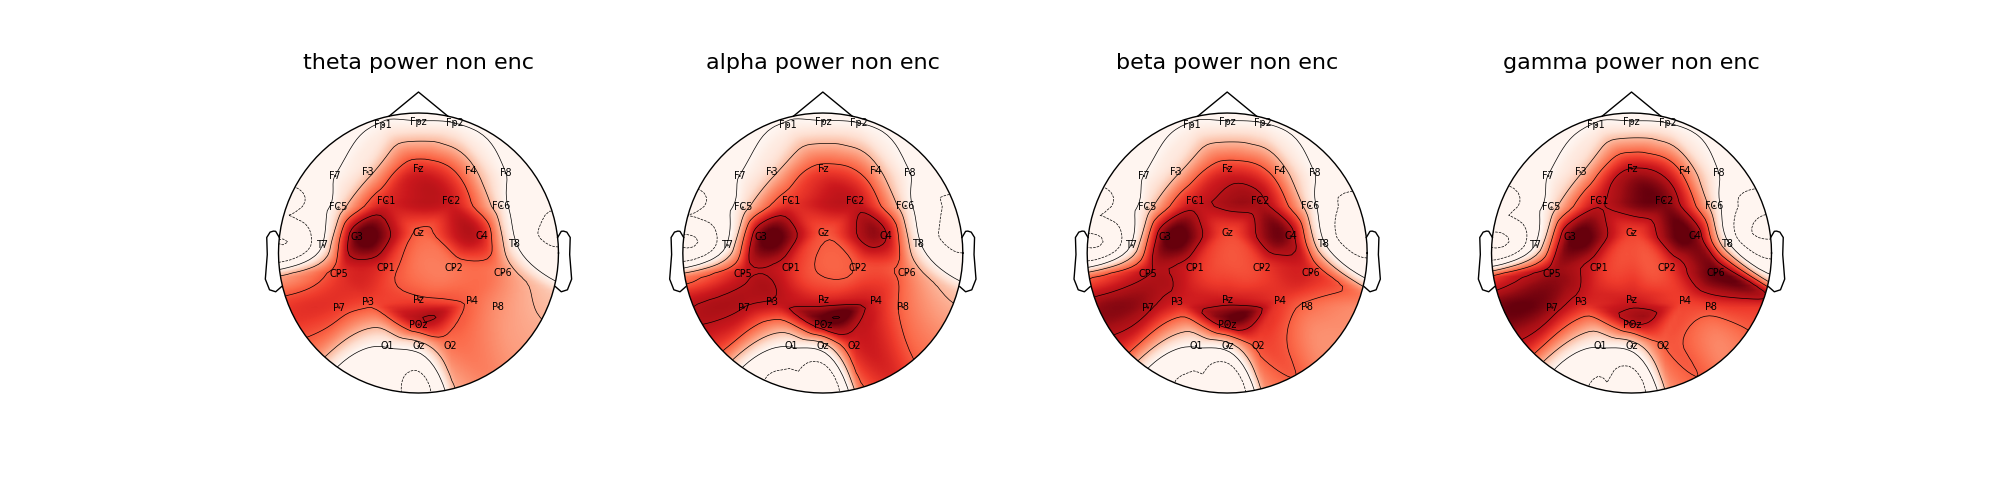 theta power non enc alpha power non enc beta power non enc gamma power non enc
Fp1 Fpz Fp2 Fp1 Fpz Fp2 Fp1 Fpz Fp2 Fp1 Fpz Fp2
F7 F3 Fz F4 F8 F7 F3 Fz F4 F8 F7 F3 Fz F4 F8 F7 F3 Fz F4 F8
FC5 FC1 FC2 FC6 FC5 FC1 FC2 FC6 FC5 FC1 FC2 FC6 FC5 FC1 FC2 FC6
T7 C3 Cz C4 T8 T7 C3 Cz C4 T8 T7 C3 Cz C4 T8 T7 C3 Cz C4 T8
CP5 CP1 CP2 CP6 CP5 CP1 CP2 CP6 CP5 CP1 CP2 CP6 CP5 CP1 CP2 CP6
P7 P3 Pz P4 P8 P7 P3 Pz P4 P8 P7 P3 Pz P4 P8 P7 P3 Pz P4 P8
POz POz POz POz
O1 Oz O2 O1 Oz O2 O1 Oz O2 O1 Oz O2